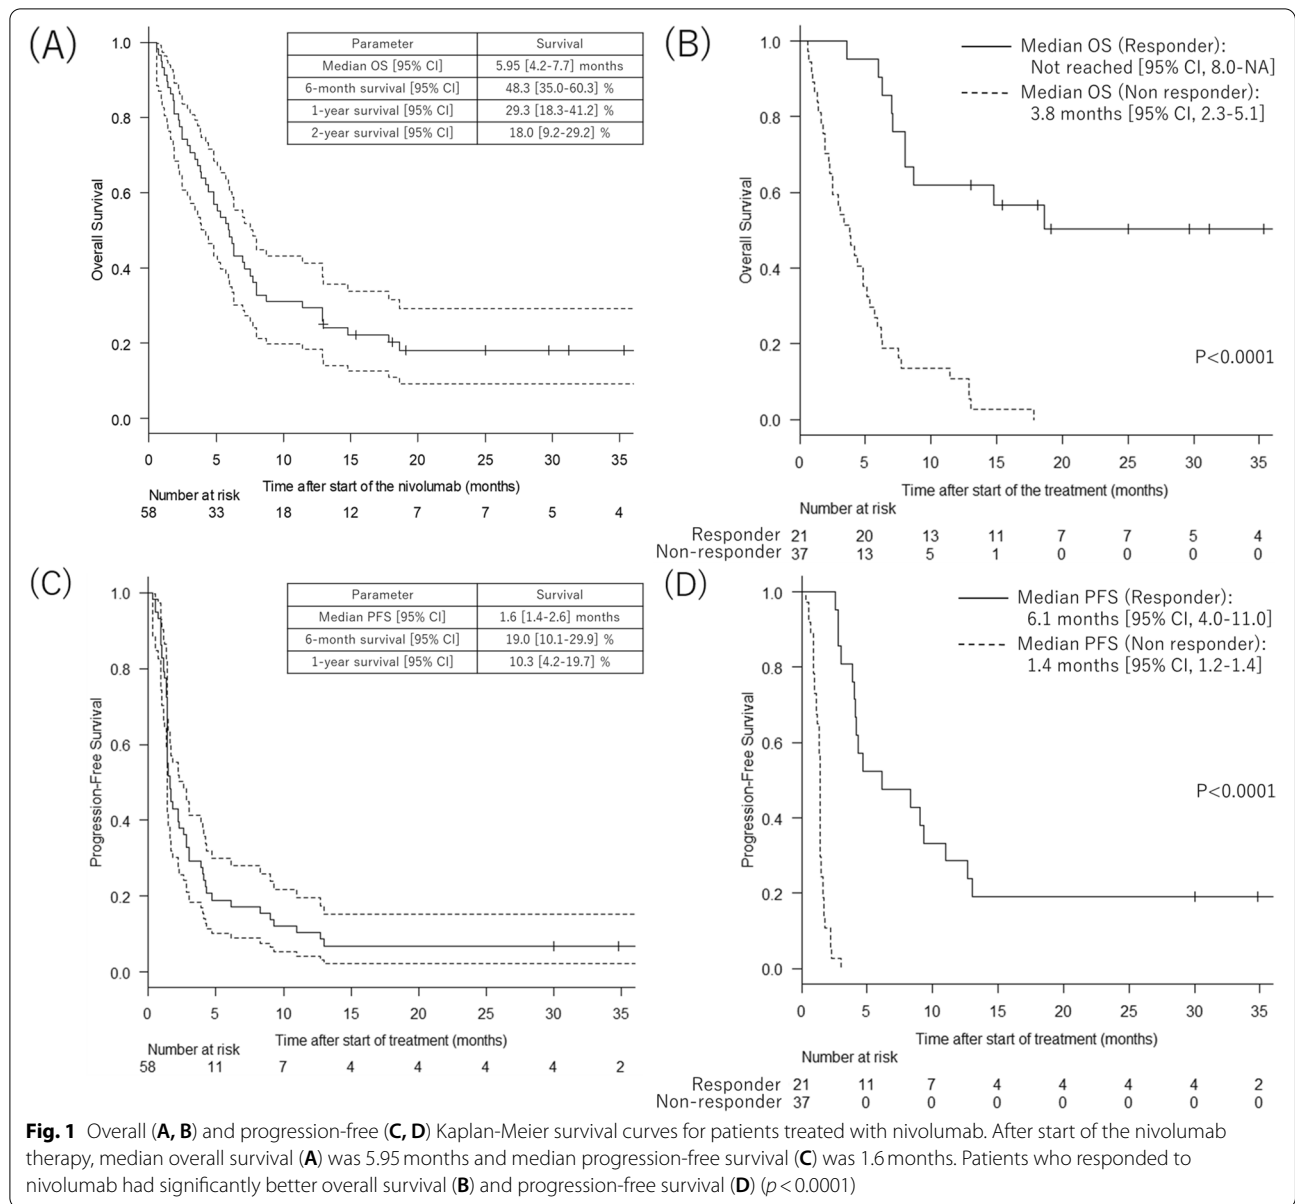 (A)
Parameter Survival
Median OS [95% CI] 5.95 [4.2-7.7] months
6-month survival [95% CI] 48.3 [35.0-60.3] %
1-year survival [95% CI] 29.3 [18.3-41.2] %
2-year survival [95% CI] 18.0 [9.2-29.2] %
Overall Survival
1.0
0.8
0.6
0.4
0.2
0.0
0 5 10 15 20 25 30 35
Time after start of the nivolumab (months)
Number at risk
58 33 18 12 7 7 5 4
(B)
Median OS (Responder):
Not reached [95% CI, 8.0-NA]
Median OS (Non responder):
3.8 months [95% CI, 2.3-5.1]
P<0.0001
Overall Survival
1.0
0.8
0.6
0.4
0.2
0.0
0 5 10 15 20 25 30 35
Time after start of the treatment (months)
Number at risk
Responder 21 20 13 11 7 7 5 4
Non-responder 37 13 5 1 0 0 0 0
(C)
Parameter Survival
Median PFS [95% CI] 1.6 [1.4-2.6] months
6-month survival [95% CI] 19.0 [10.1-29.9] %
1-year survival [95% CI] 10.3 [4.2-19.7] %
Progression-Free Survival
1.0
0.8
0.6
0.4
0.2
0.0
0 5 10 15 20 25 30 35
Time after start of treatment (months)
Number at risk
58 11 7 4 4 4 4 2
(D)
Median PFS (Responder):
6.1 months [95% CI, 4.0-11.0]
Median PFS (Non responder):
1.4 months [95% CI, 1.2-1.4]
P<0.0001
Progression-Free Survival
1.0
0.8
0.6
0.4
0.2
0.0
0 5 10 15 20 25 30 35
Time after start of treatment (months)
Number at risk
Responder 21 11 7 4 4 4 4 2
Non-responder 37 0 0 0 0 0 0 0
Fig. 1 Overall (A, B) and progression-free (C, D) Kaplan-Meier survival curves for patients treated with nivolumab. After start of the nivolumab
therapy, median overall survival (A) was 5.95 months and median progression-free survival (C) was 1.6 months. Patients who responded to
nivolumab had significantly better overall survival (B) and progression-free survival (D) (p < 0.0001)